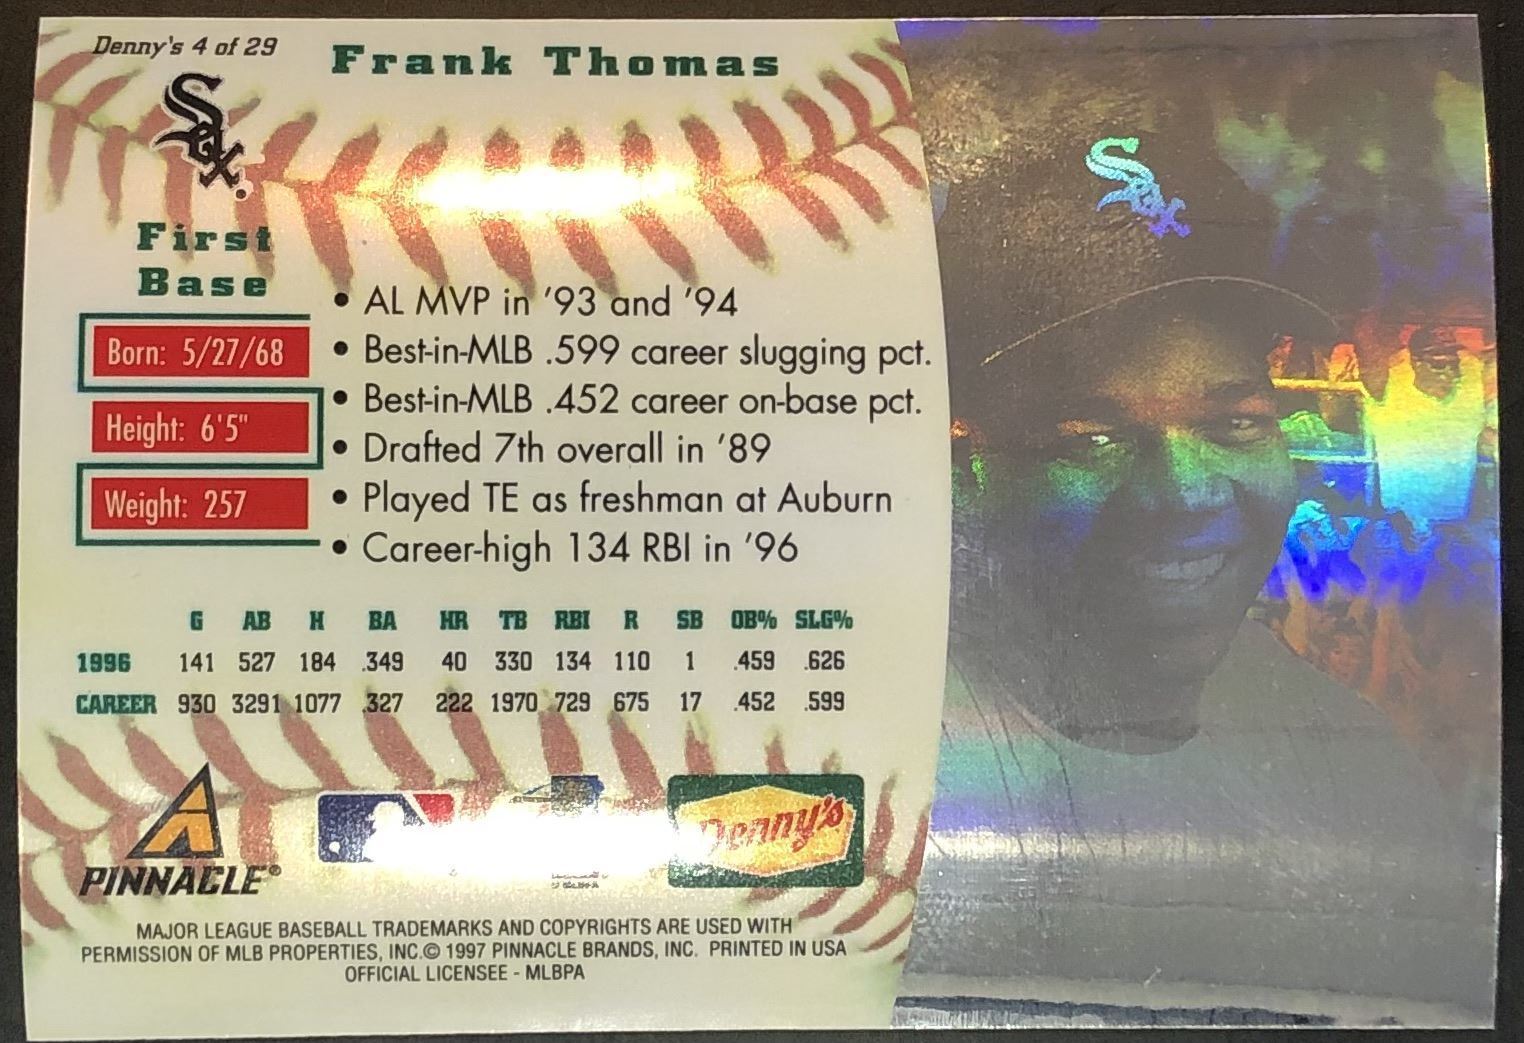 Denny's 4 of 29
Frank Thomas
Sox
Sox
First
Base
Born: 5/27/68
Height: 6'5"
Weight: 257
• AL MVP in '93 and '94
• Best-in-MLB .599 career slugging pct.
• Best-in-MLB .452 career on-base pct.
• Drafted 7th overall in '89
• Played TE as freshman at Auburn
• Career-high 134 RBI in '96
G AB H BA HR TB RBI R SB OB% SLG%
1996 141 527 184 .349 40 330 134 110 1 .459 .626
CAREER 930 3291 1077 .327 222 1970 729 675 17 .452 .599
PINNACLE®
Denny's
MAJOR LEAGUE BASEBALL TRADEMARKS AND COPYRIGHTS ARE USED WITH
PERMISSION OF MLB PROPERTIES, INC.© 1997 PINNACLE BRANDS, INC. PRINTED IN USA
OFFICIAL LICENSEE - MLBPA